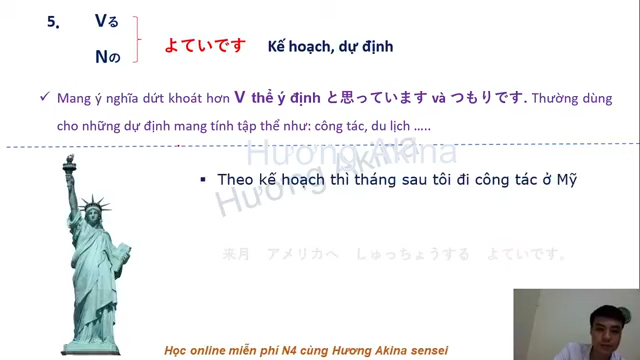 5. Vる
Nの
よていです Kế hoạch, dự định
✓ Mang ý nghĩa dứt khoát hơn V thể ý định と思っています và つもりです. Thường dùng
cho những dự định mang tính tập thể như: công tác, du lịch .....
Hương Akina
Hương Akina
▪ Theo kế hoạch thì tháng sau tôi đi công tác ở Mỹ
来月 アメリカへ しゅっちょうする よていです。
Học online miễn phí N4 cùng Hương Akina sensei